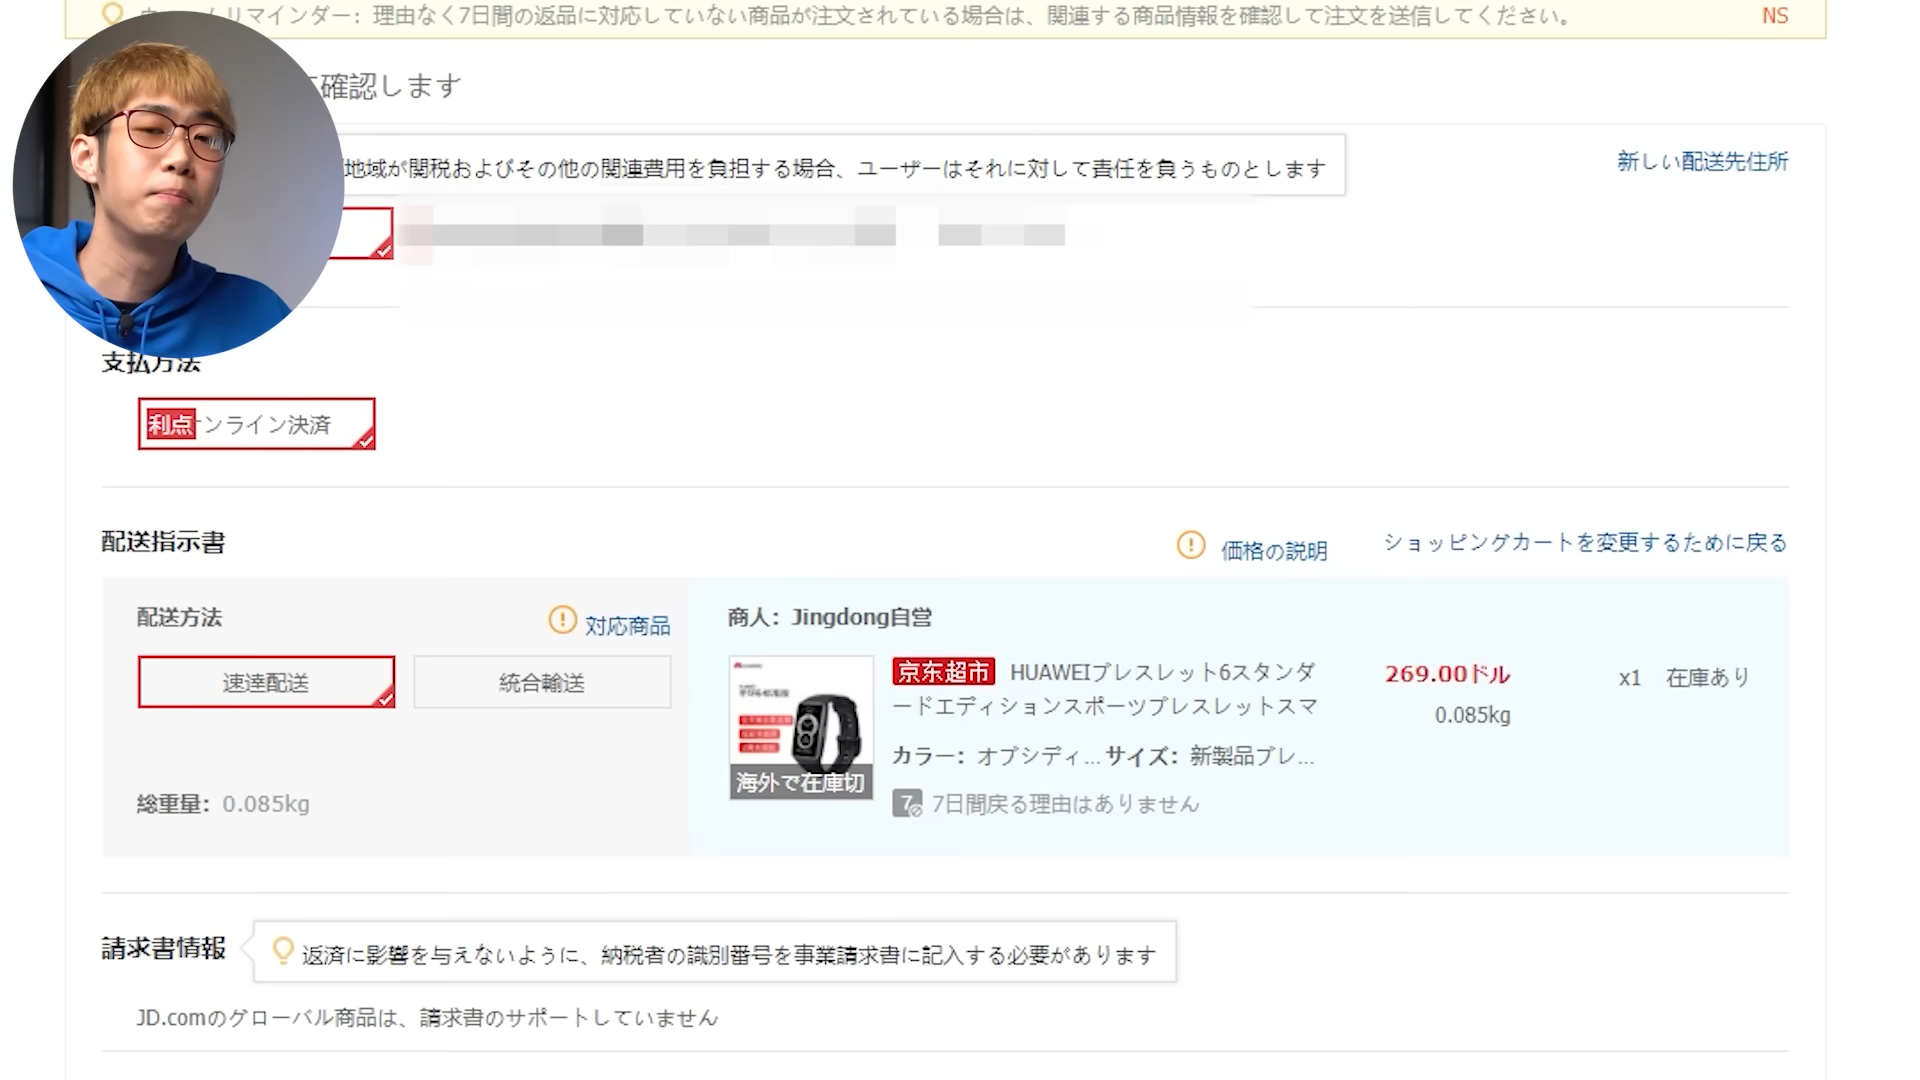 リマインダー：理由なく7日間の返品に対応していない商品が注文されている場合は、関連する商品情報を確認して注文を送信してください。 NS
確認します
地域が関税およびその他の関連費用を負担する場合、ユーザーはそれに対して責任を負うものとします
新しい配送先住所
支払方法
利点 ンライン決済
配送指示書
価格の説明
ショッピングカートを変更するために戻る
配送方法
対応商品
商人：Jingdong自営
速達配送
統合輸送
京东超市 HUAWEIブレスレット6スタンダ
ードエディションスポーツブレスレットスマ
269.00ドル
x1 在庫あり
0.085kg
カラー：オブシディ... サイズ：新製品ブレ...
海外で在庫切
7 7日間戻る理由はありません
総重量：0.085kg
請求書情報
返済に影響を与えないように、納税者の識別番号を事業請求書に記入する必要があります
JD.comのグローバル商品は、請求書のサポートしていません